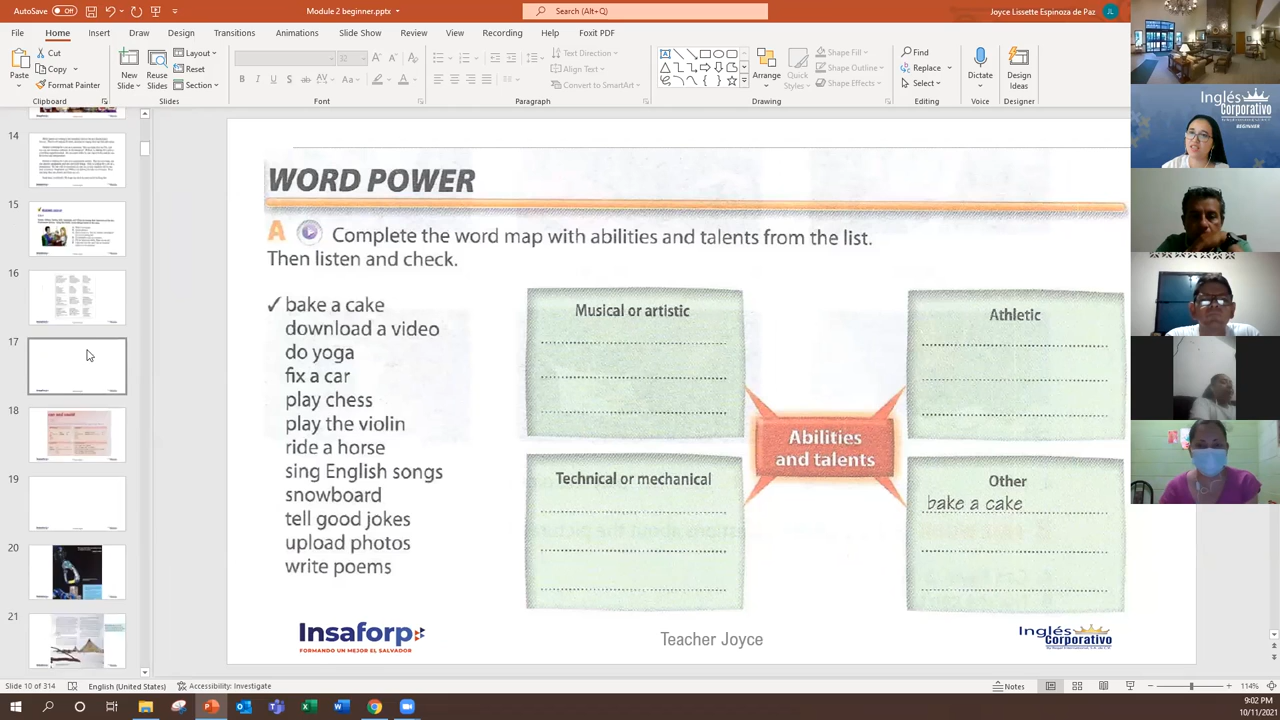 AutoSave Off
Module 2 beginner.pptx
Search (Alt+Q)
Joyce Lissette Espinoza de Paz
JL
File Home Insert Draw Design Transitions Animations Slide Show Review View Recording Help Foxit PDF
Paste
Cut
Copy
Format Painter
Clipboard
New Slide
Reuse Slides
Layout
Reset
Section
Slides
32
Font
Text Direction
Align Text
Convert to SmartArt
Paragraph
Arrange
Quick Styles
Shape Fill
Shape Outline
Shape Effects
Drawing
Find
Replace
Select
Editing
Dictate
Voice
Design Ideas
Designer
14
15
16
17
18
19
20
21
WORD POWER
A Complete the word map with abilities and talents from the list.
Then listen and check.
✓ bake a cake
download a video
do yoga
fix a car
play chess
play the violin
ride a horse
sing English songs
snowboard
tell good jokes
upload photos
write poems
Musical or artistic
Athletic
Abilities
and talents
Technical or mechanical
Other
bake a cake
Insaforp
FORMANDO UN MEJOR EL SALVADOR
Teacher Joyce
Inglés
Corporativo
Inglés
Corporativo
BEGINNER
Slide 10 of 314
English (United States)
Accessibility: Investigate
Notes
114%
9:02 PM
10/11/2021